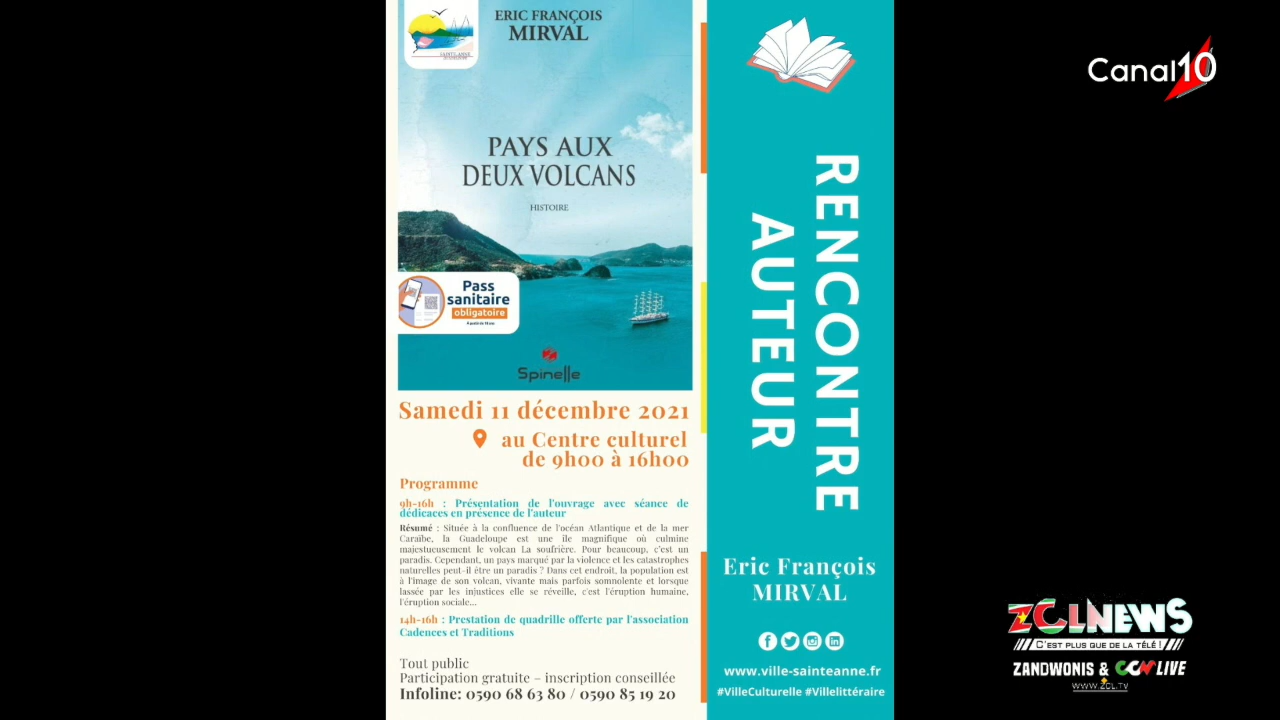 ERIC FRANÇOIS
MIRVAL
PAYS AUX
DEUX VOLCANS
HISTOIRE
Pass
sanitaire
obligatoire
Spinelle
Samedi 11 décembre 2021
au Centre culturel
de 9h00 à 16h00
Programme
9h-16h : Présentation de l'ouvrage avec séance de
dédicaces en présence de l'auteur
Résumé : Située à la confluence de l'océan Atlantique et de la mer
Caraïbe, la Guadeloupe est une île magnifique où culmine
majestueusement le volcan La soufrière. Pour beaucoup, c'est un
paradis. Cependant, un pays marqué par la violence et les catastrophes
naturelles peut-il être un paradis ? Dans cet endroit, la population est
à l'image de son volcan, vivante mais parfois somnolente et lorsque
lassée par les injustices elle se réveille, c'est l'éruption humaine,
l'éruption sociale...
14h-16h : Prestation de quadrille offerte par l'association
Cadences et Traditions
Tout public
Participation gratuite – inscription conseillée
Infoline: 0590 68 63 80 / 0590 85 19 20
RENCONTRE
AUTEUR
Eric François
MIRVAL
www.ville-sainteanne.fr
#VilleCulturelle #Villelittéraire
Canal10
ZCLNEWS
C'EST PLUS QUE DE LA TÉLÉ !
ZANDWONIS & CCN LIVE
WWW.ZCL.TV